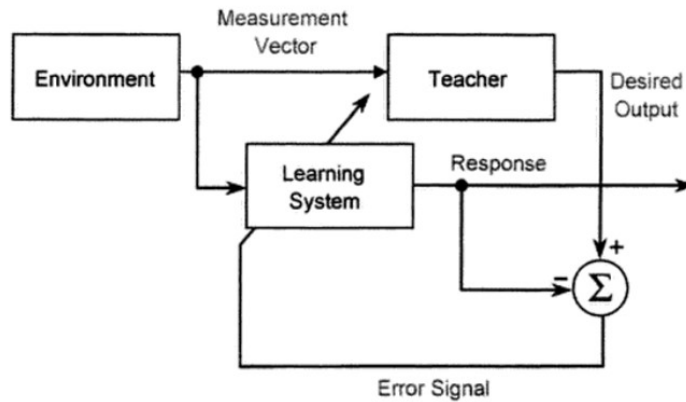 Measurement
Vector
Environment
Teacher
Desired
Output
Learning
System
Response
+
−
Σ
Error Signal